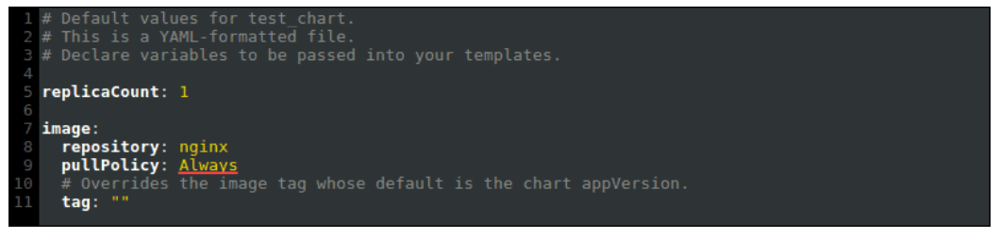 1 # Default values for test_chart.
2 # This is a YAML-formatted file.
3 # Declare variables to be passed into your templates.
4
5 replicaCount: 1
6
7 image:
8   repository: nginx
9   pullPolicy: Always
10   # Overrides the image tag whose default is the chart appVersion.
11   tag: ""